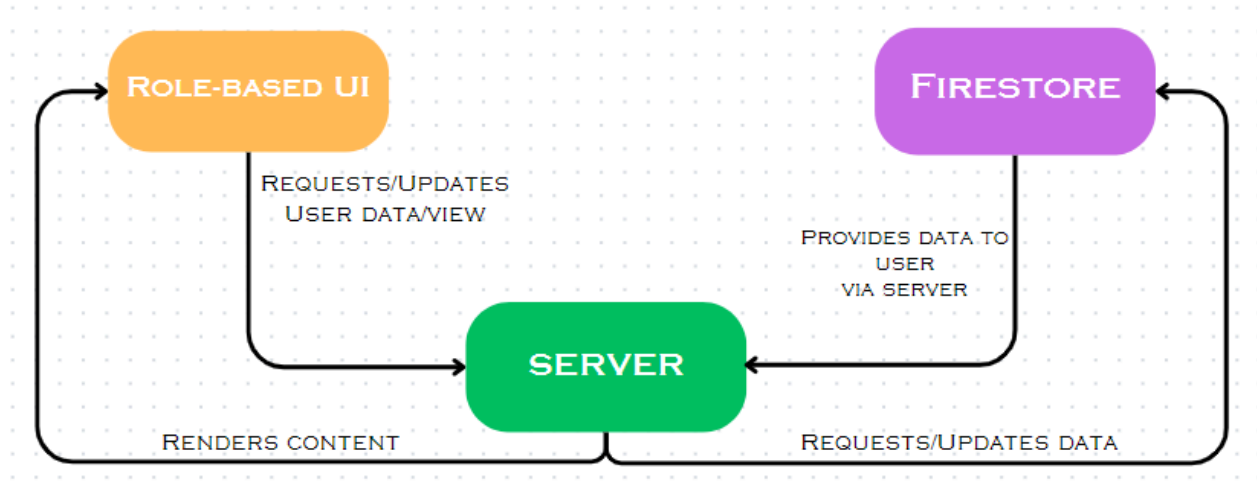 Role-based UI
Firestore
Requests/Updates
User data/view
Provides data to
user
via server
SERVER
Renders content
Requests/Updates data